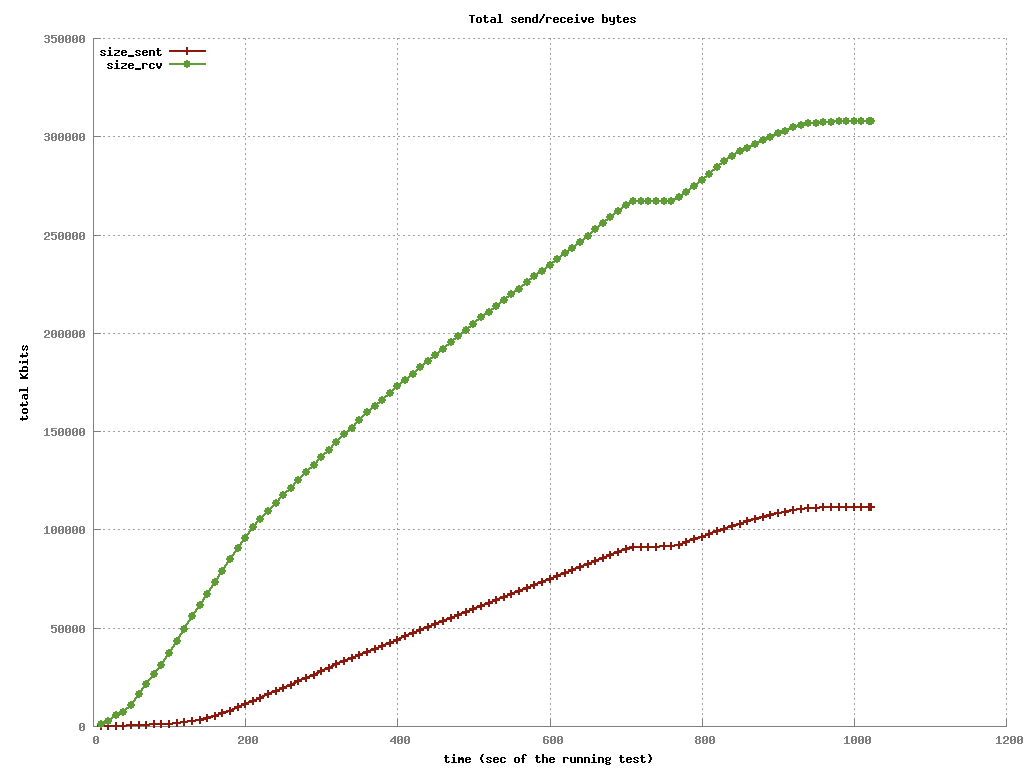 Total send/receive bytes
350000
size_sent
size_rcv
300000
250000
200000
total Kbits
150000
100000
50000
0
0 200 400 600 800 1000 1200
time (sec of the running test)